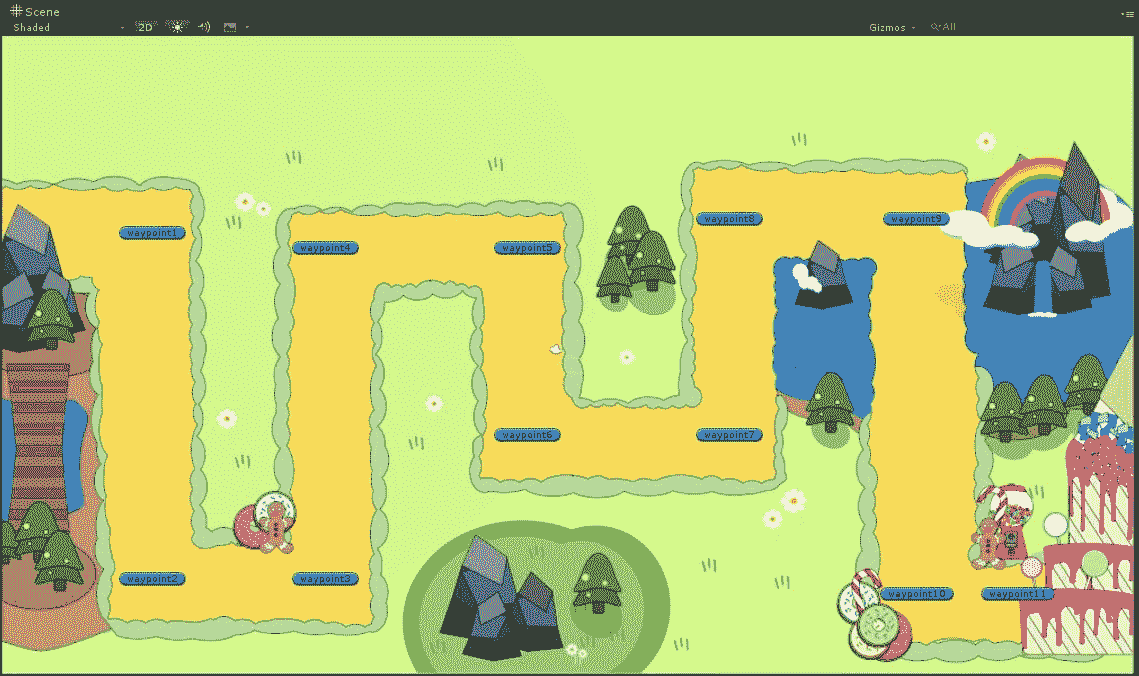 Scene
Shaded 2D Gizmos All
waypoint8 waypoint9
waypoint1
waypoint4 waypoint5
waypoint6 waypoint7
waypoint2 waypoint3
waypoint10 waypoint11